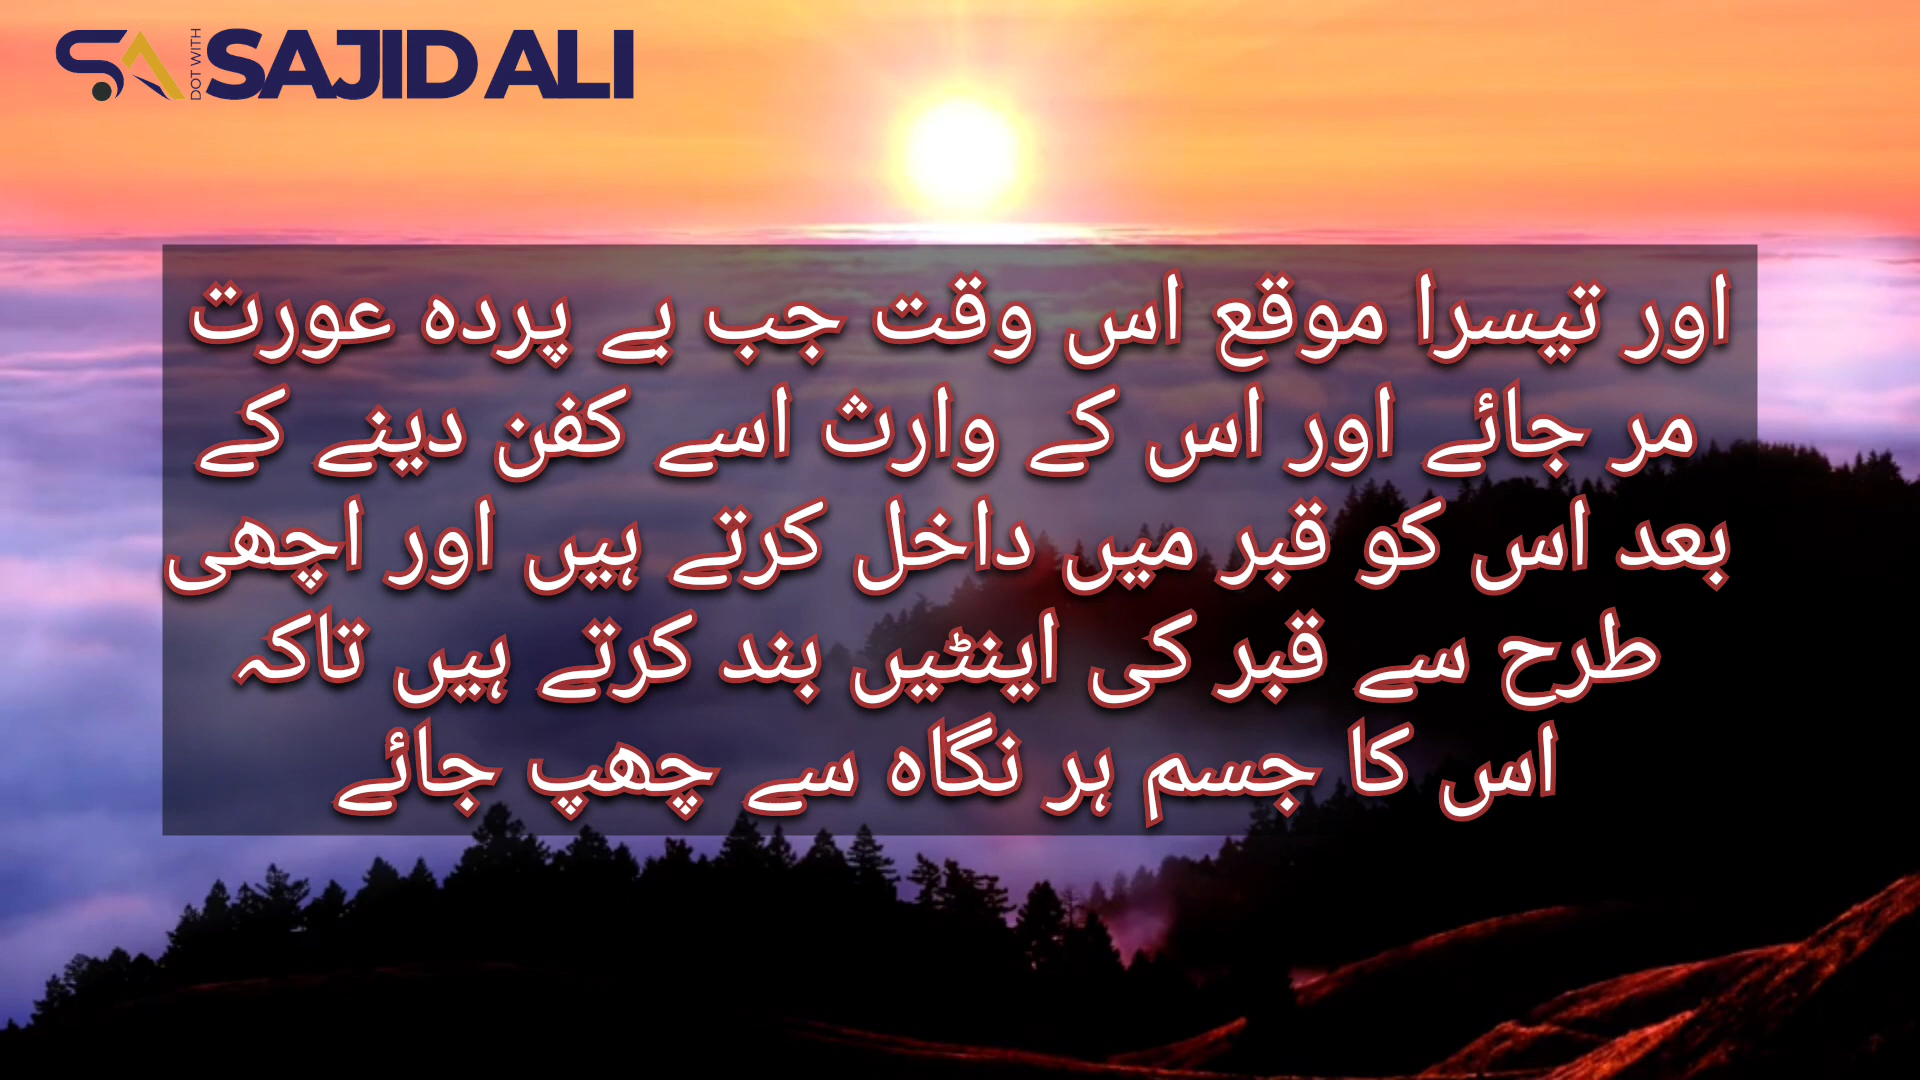 SA DOT WITH SAJID ALI
اور تیسرا موقع اس وقت جب بے پردہ عورت
مر جائے اور اس کے وارث اسے کفن دینے کے
بعد اس کو قبر میں داخل کرتے ہیں اور اچھی
طرح سے قبر کی اینٹیں بند کرتے ہیں تاکہ
اس کا جسم ہر نگاہ سے چھپ جائے